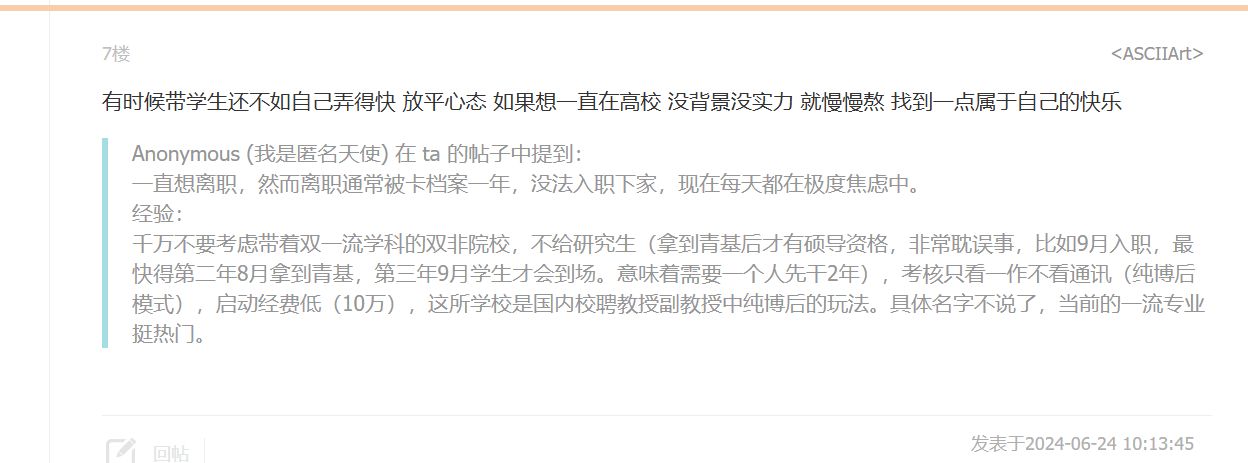 7楼 <ASCIIArt>
有时候带学生还不如自己弄得快 放平心态 如果想一直在高校 没背景没实力 就慢慢熬 找到一点属于自己的快乐
Anonymous (我是匿名天使) 在 ta 的帖子中提到：
一直想离职，然而离职通常被卡档案一年，没法入职下家，现在每天都在极度焦虑中。
经验：
千万不要考虑带着双一流学科的双非院校，不给研究生（拿到青基后才有硕导资格，非常耽误事，比如9月入职，最
快得第二年8月拿到青基，第三年9月学生才会到场。意味着需要一个人先干2年），考核只看一作不看通讯（纯博后
模式），启动经费低（10万），这所学校是国内校聘教授副教授中纯博后的玩法。具体名字不说了，当前的一流专业
挺热门。
回帖 发表于2024-06-24 10:13:45